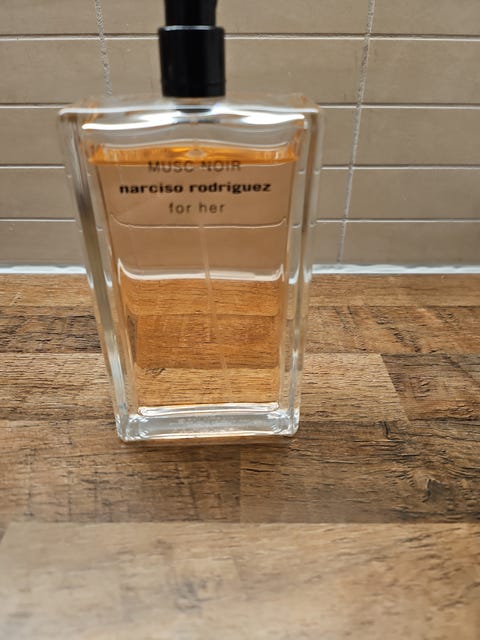 MUSC NOIR
narciso rodriguez
for her